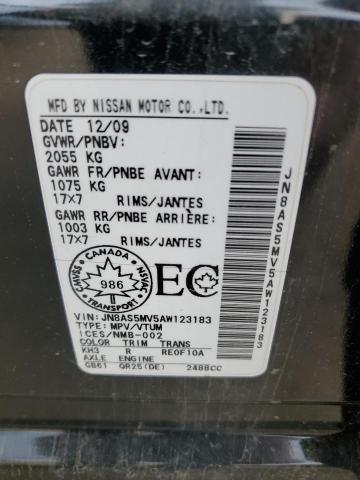 MFD BY NISSAN MOTOR CO.,LTD.
DATE 12/09
GVWR/PNBV:
2055 KG
GAWR FR/PNBE AVANT:
1075 KG
17X7 RIMS/JANTES
GAWR RR/PNBE ARRIÈRE:
1003 KG
17X7 RIMS/JANTES
CANADA
CMVSS 986 NSVAC
TRANSPORT
EC
VIN:JN8AS5MV5AW123183
TYPE:MPV/VTUM
ICES/NMB-002
COLOR TRIM TRANS
KH3 R RE0F10A
AXLE ENGINE
GB61 QR25(DE) 2488CC
JN8AS5MV5AW123183